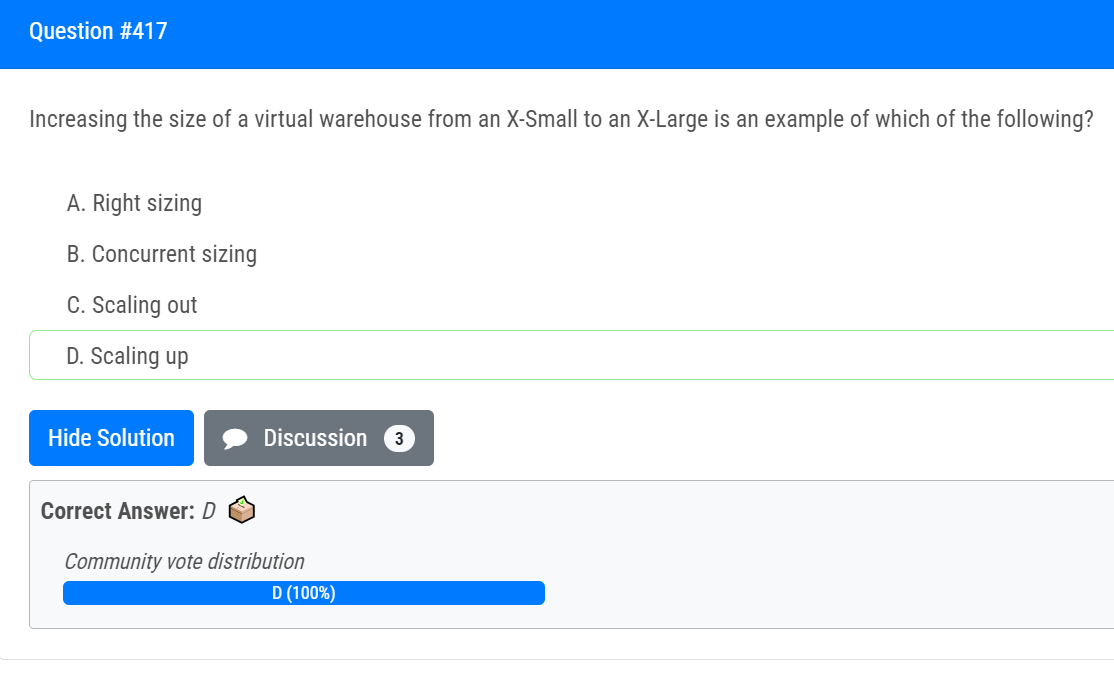 Question #417
Increasing the size of a virtual warehouse from an X-Small to an X-Large is an example of which of the following?
A. Right sizing
B. Concurrent sizing
C. Scaling out
D. Scaling up
Hide Solution
Discussion 3
Correct Answer: D
Community vote distribution
D (100%)